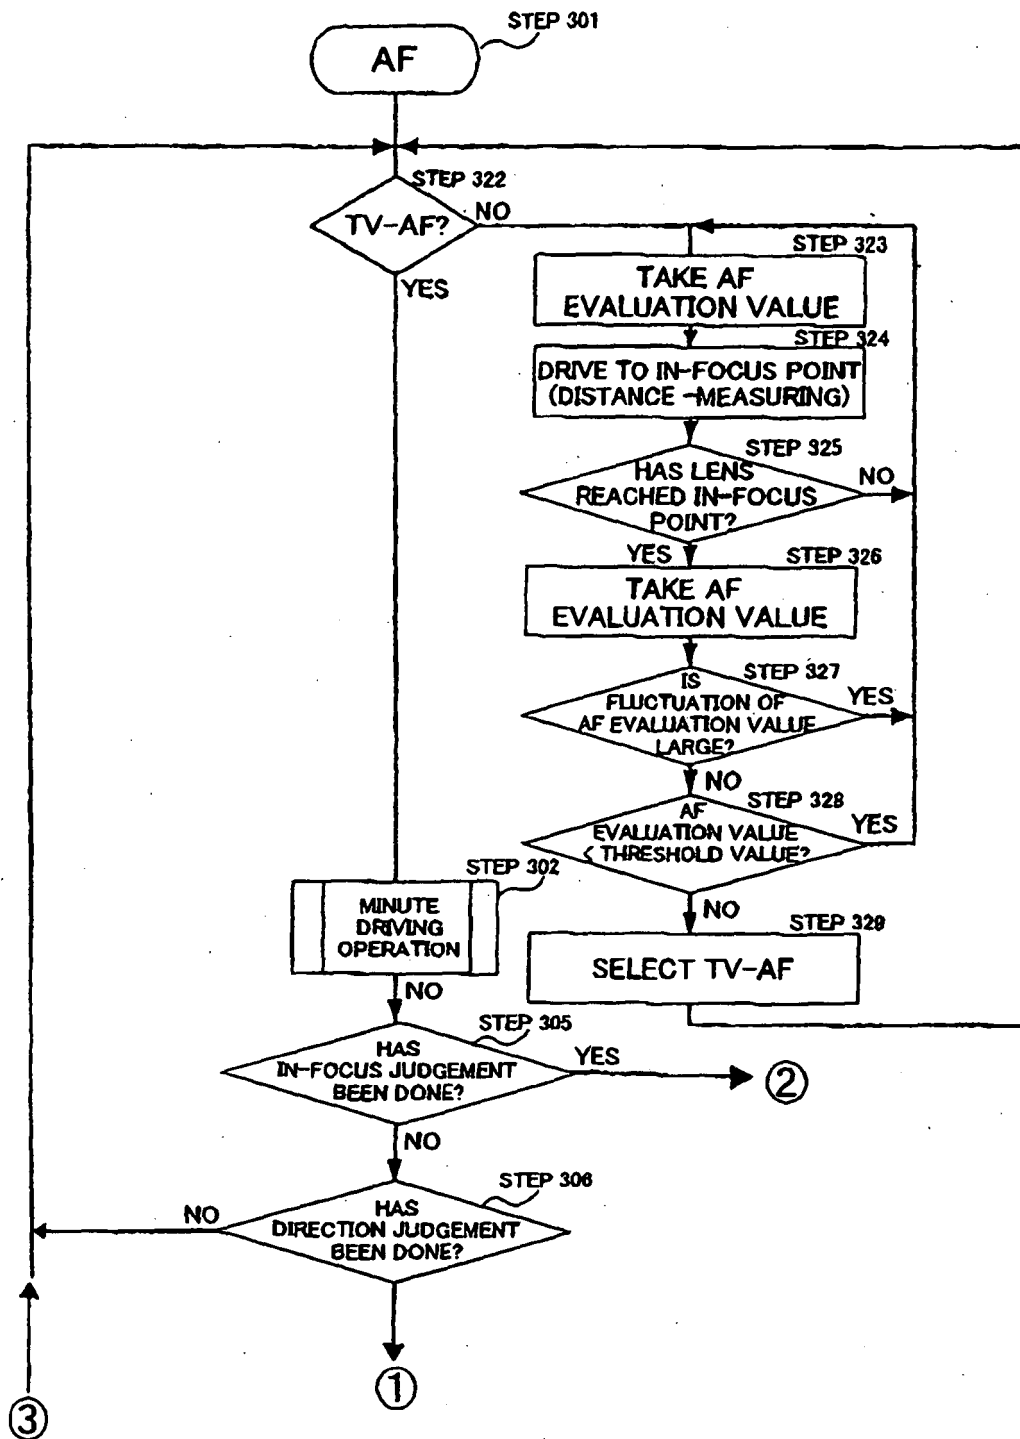 STEP 301
AF
STEP 322
TV-AF?
NO
YES
STEP 323
TAKE AF
EVALUATION VALUE
STEP 324
DRIVE TO IN-FOCUS POINT
(DISTANCE -MEASURING)
STEP 325
HAS LENS
REACHED IN-FOCUS
POINT?
NO
YES
STEP 326
TAKE AF
EVALUATION VALUE
STEP 327
IS
FLUCTUATION OF
AF EVALUATION VALUE
LARGE?
YES
NO
STEP 328
AF
EVALUATION VALUE
< THRESHOLD VALUE?
YES
NO
STEP 329
SELECT TV-AF
STEP 302
MINUTE
DRIVING
OPERATION
NO
STEP 305
HAS
IN-FOCUS JUDGEMENT
BEEN DONE?
YES
②
NO
STEP 306
HAS
DIRECTION JUDGEMENT
BEEN DONE?
NO
①
③